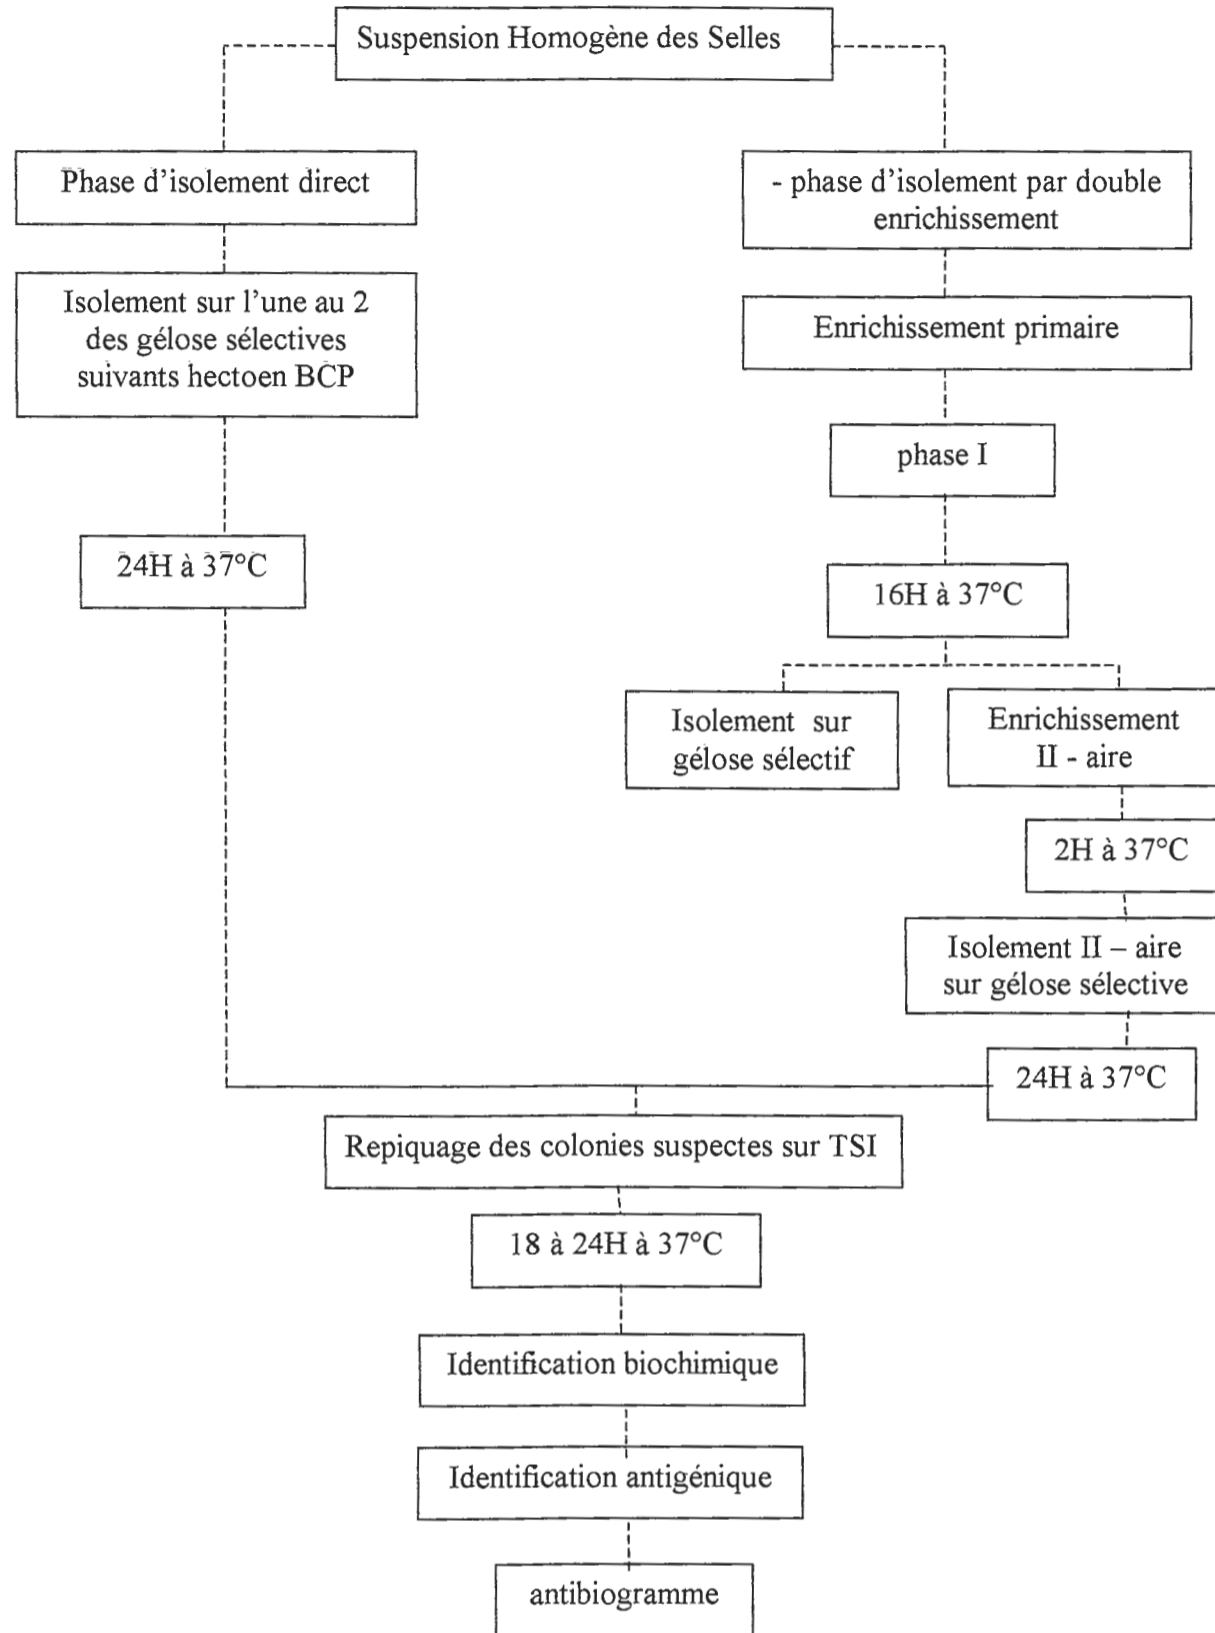 Suspension Homogène des Selles
Phase d'isolement direct
- phase d'isolement par double
enrichissement
Isolement sur l'une au 2
des gélose sélectives
suivants hectoen BCP
Enrichissement primaire
phase I
24H à 37°C
16H à 37°C
Isolement sur
gélose sélectif
Enrichissement
II - aire
2H à 37°C
Isolement II – aire
sur gélose sélective
24H à 37°C
Repiquage des colonies suspectes sur TSI
18 à 24H à 37°C
Identification biochimique
Identification antigénique
antibiogramme